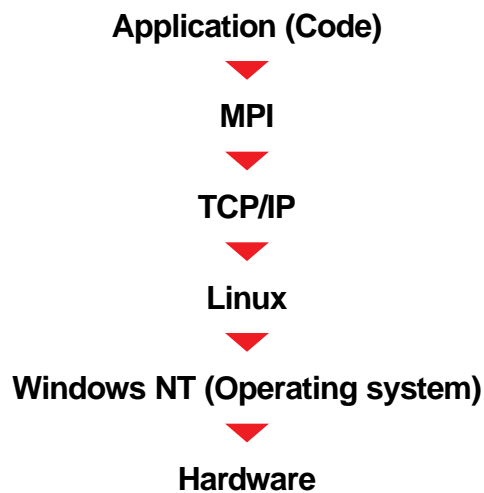 Application (Code)
MPI
TCP/IP
Linux
Windows NT (Operating system)
Hardware